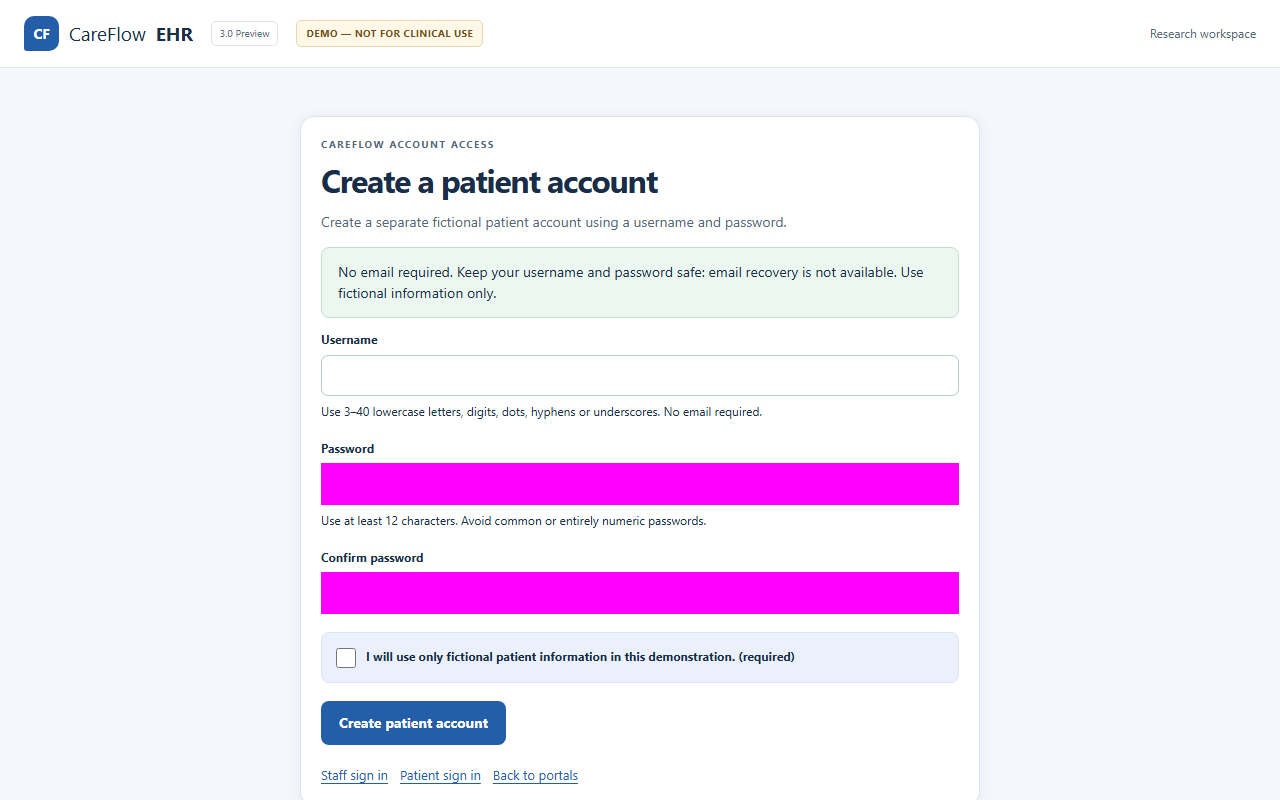 CF CareFlow EHR 3.0 Preview DEMO — NOT FOR CLINICAL USE Research workspace
CAREFLOW ACCOUNT ACCESS
Create a patient account
Create a separate fictional patient account using a username and password.
No email required. Keep your username and password safe: email recovery is not available. Use
fictional information only.
Username
Use 3–40 lowercase letters, digits, dots, hyphens or underscores. No email required.
Password
Use at least 12 characters. Avoid common or entirely numeric passwords.
Confirm password
I will use only fictional patient information in this demonstration. (required)
Create patient account
Staff sign in Patient sign in Back to portals